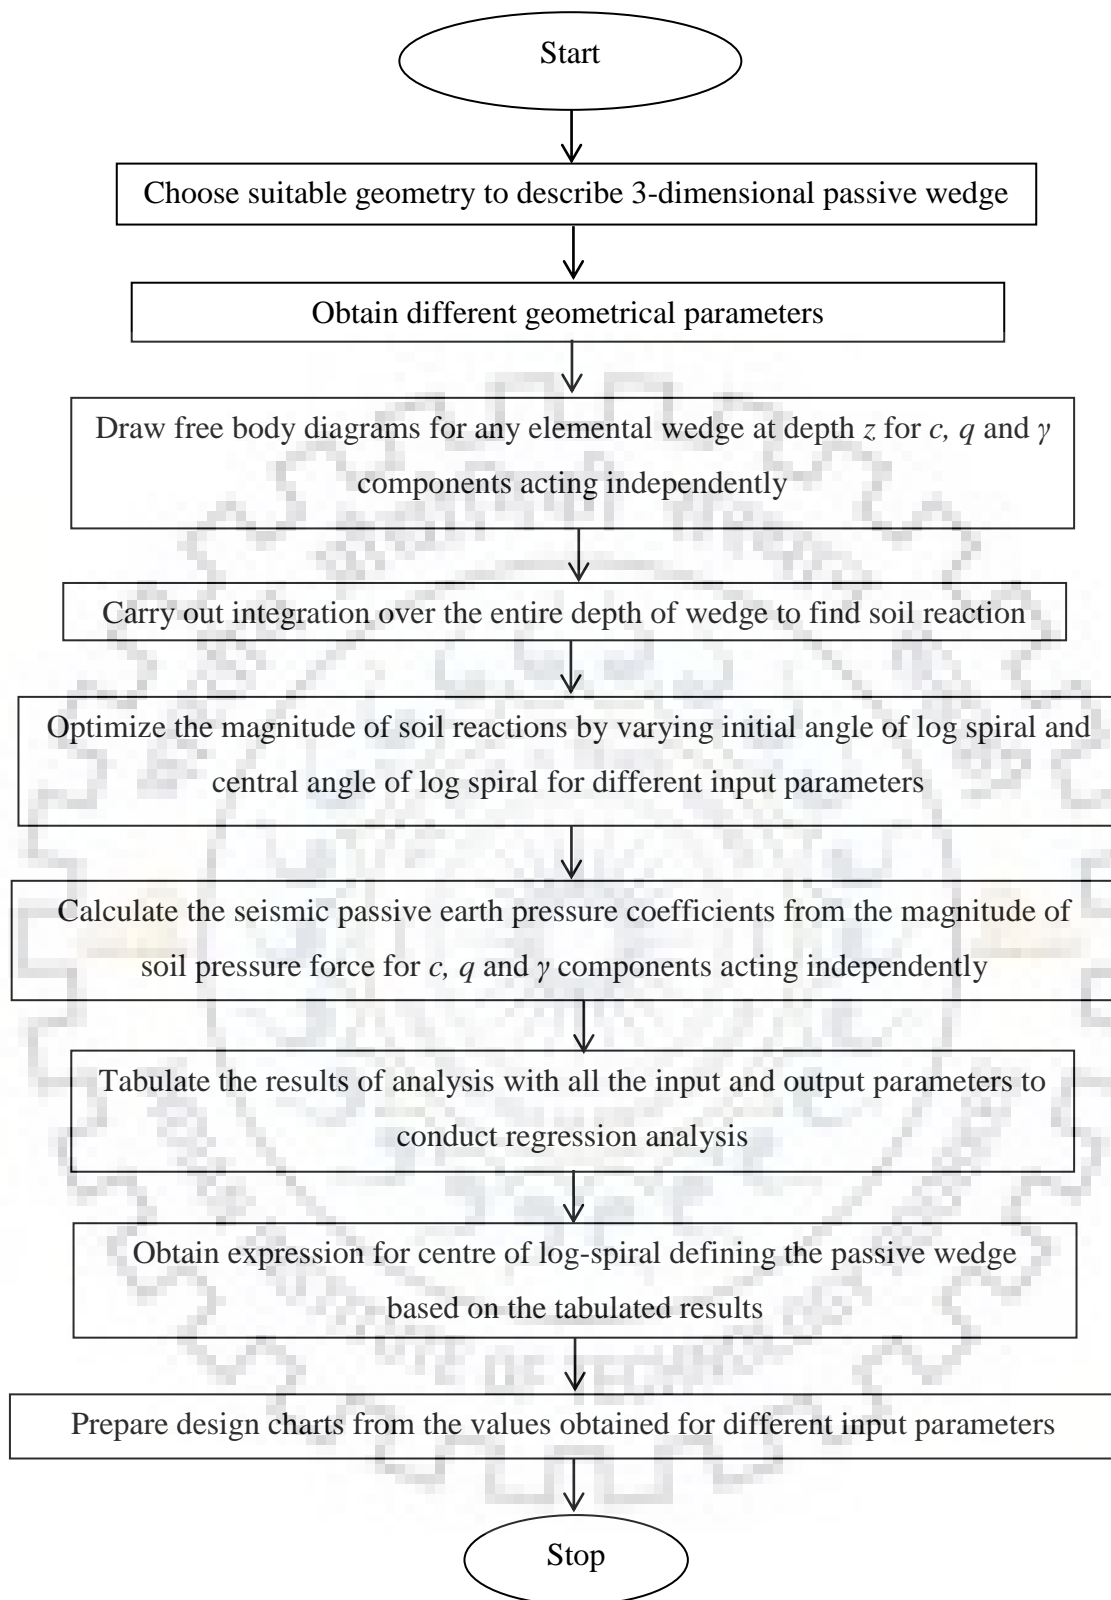 Start
Choose suitable geometry to describe 3-dimensional passive wedge
Obtain different geometrical parameters
Draw free body diagrams for any elemental wedge at depth z for c, q and γ
components acting independently
Carry out integration over the entire depth of wedge to find soil reaction
Optimize the magnitude of soil reactions by varying initial angle of log spiral and
central angle of log spiral for different input parameters
Calculate the seismic passive earth pressure coefficients from the magnitude of
soil pressure force for c, q and γ components acting independently
Tabulate the results of analysis with all the input and output parameters to
conduct regression analysis
Obtain expression for centre of log-spiral defining the passive wedge
based on the tabulated results
Prepare design charts from the values obtained for different input parameters
Stop